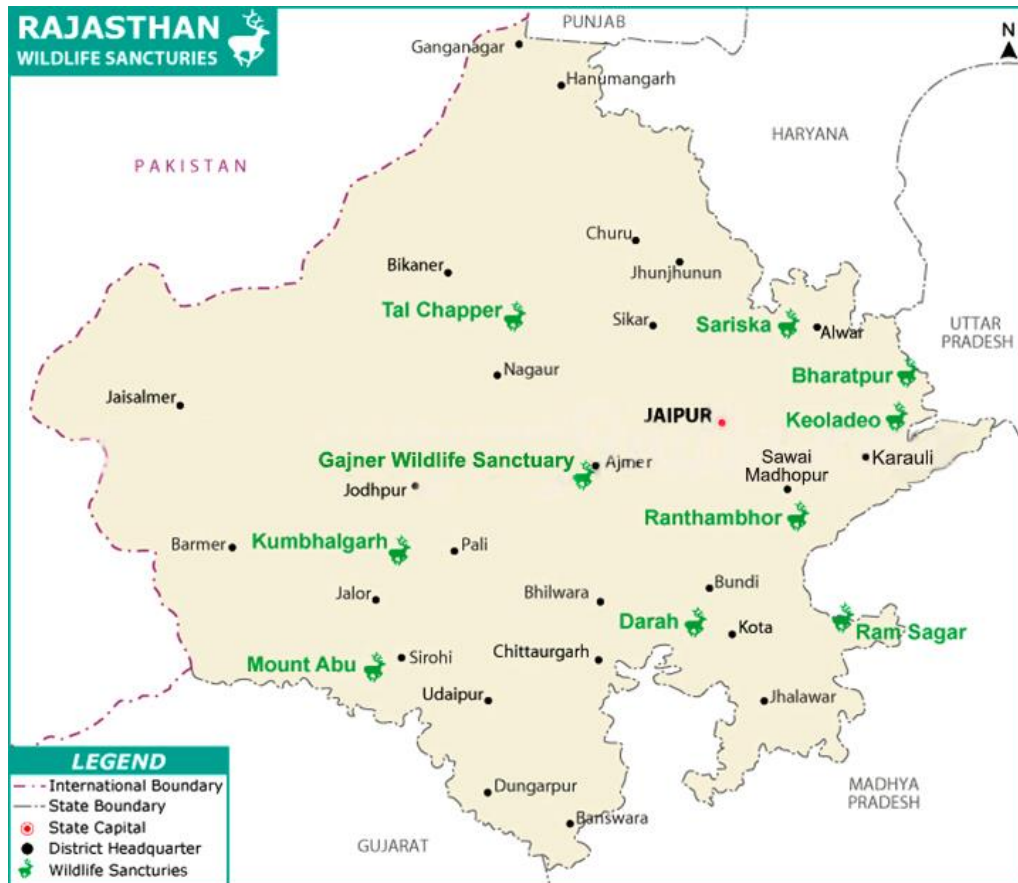 RAJASTHAN
WILDLIFE SANCTURIES
PUNJAB
N
Ganganagar
Hanumangarh
HARYANA
PAKISTAN
Churu
Jhunjhunun
Bikaner
Tal Chapper
Sikar
Sariska
Alwar
UTTAR
PRADESH
Nagaur
Bharatpur
Jaisalmer
JAIPUR
Keoladeo
Gajner Wildlife Sanctuary
Ajmer
Sawai
Madhopur
Karauli
Jodhpur
Ranthambhor
Barmer
Kumbhalgarh
Pali
Jalor
Bhilwara
Bundi
Darah
Kota
Ram Sagar
Mount Abu
Sirohi
Chittaurgarh
Udaipur
Jhalawar
LEGEND
International Boundary
State Boundary
State Capital
District Headquarter
Wildlife Sancturies
Dungarpur
Banswara
GUJARAT
MADHYA
PRADESH